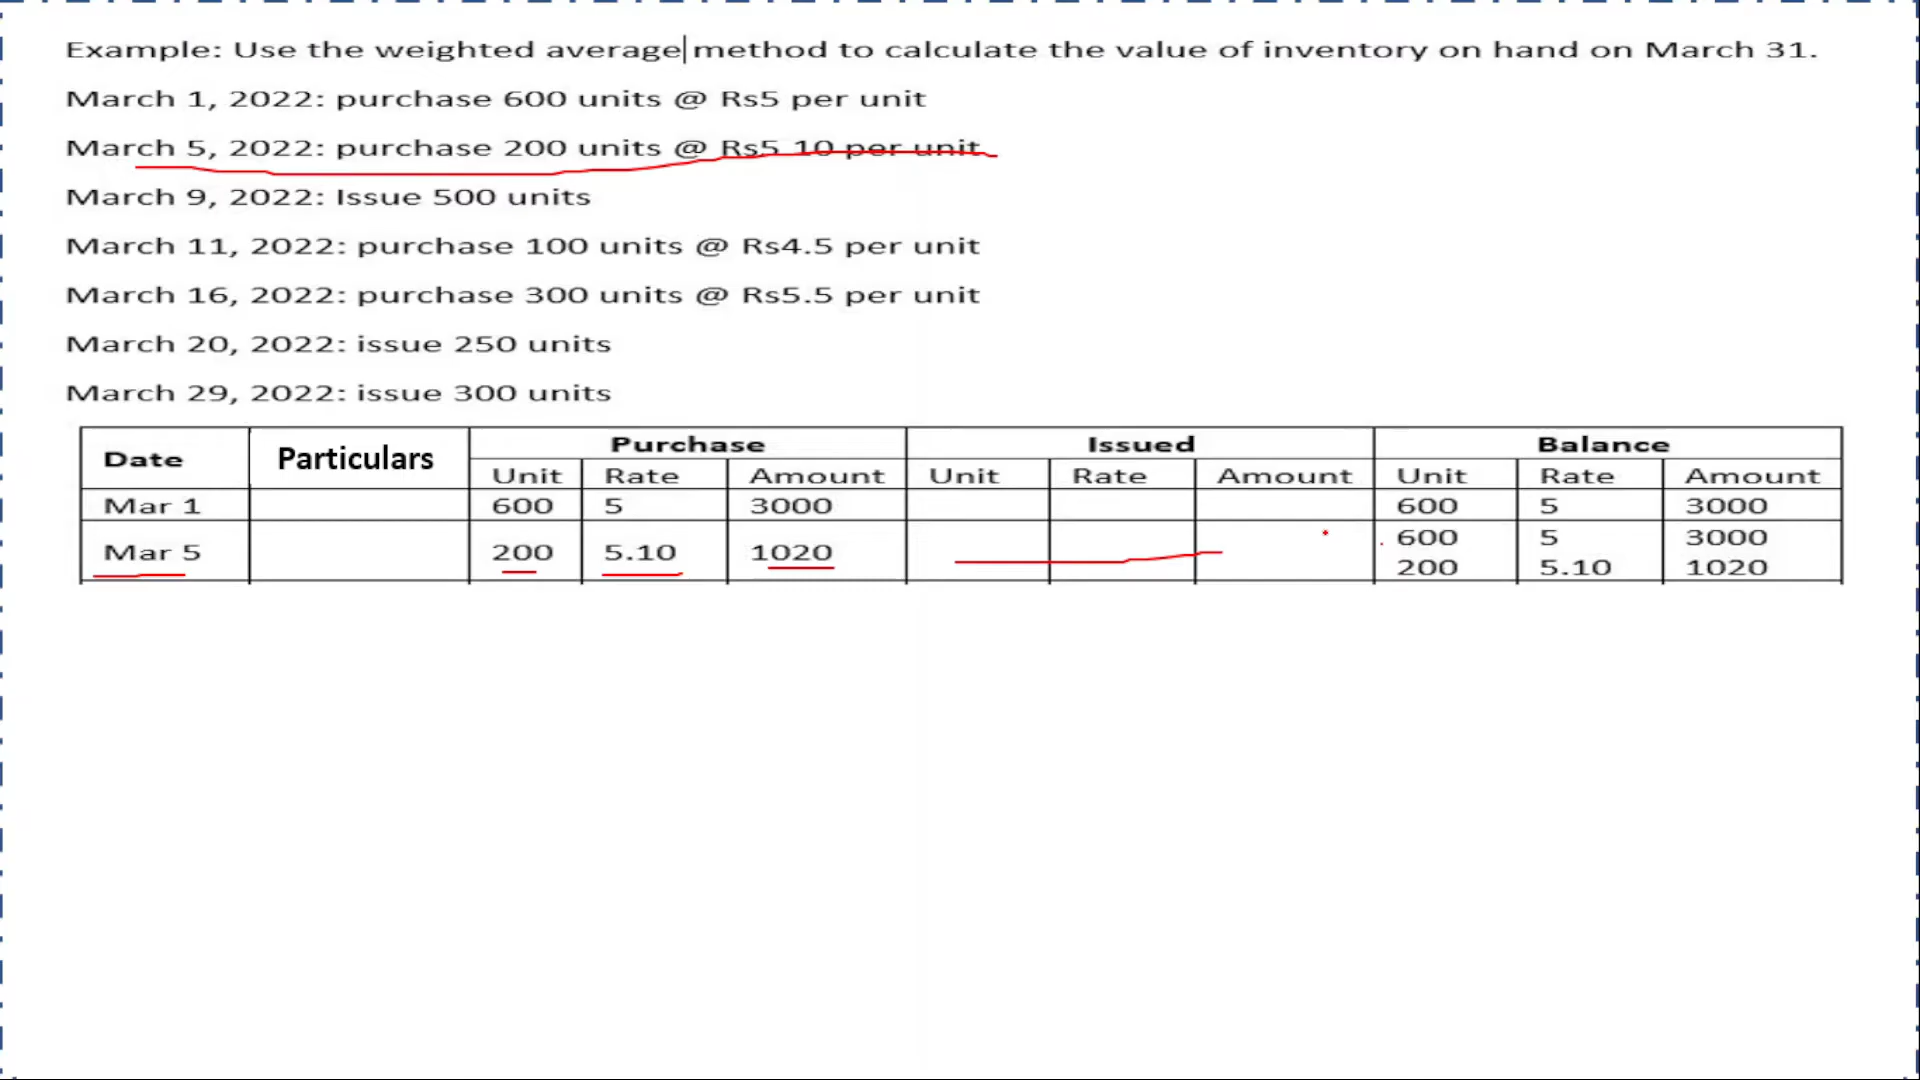 Example: Use the weighted average method to calculate the value of inventory on hand on March 31.
March 1, 2022: purchase 600 units @ Rs5 per unit
March 5, 2022: purchase 200 units @ Rs5 10 per unit
March 9, 2022: Issue 500 units
March 11, 2022: purchase 100 units @ Rs4.5 per unit
March 16, 2022: purchase 300 units @ Rs5.5 per unit
March 20, 2022: issue 250 units
March 29, 2022: issue 300 units
Date Particulars Purchase Issued Balance
Unit Rate Amount Unit Rate Amount Unit Rate Amount
Mar 1 600 5 3000 600 5 3000
Mar 5 200 5.10 1020 600 5 3000
200 5.10 1020